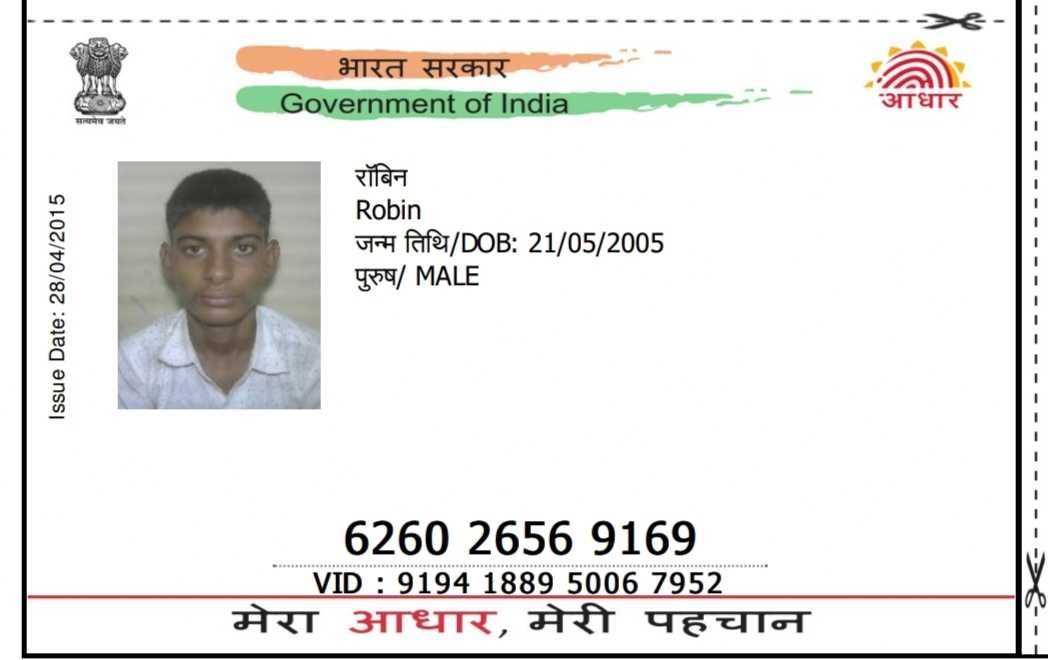 भारत सरकार
Government of India
सत्यमेव जयते
आधार
Issue Date: 28/04/2015
रॉबिन
Robin
जन्म तिथि/DOB: 21/05/2005
पुरुष/ MALE
6260 2656 9169
VID : 9194 1889 5006 7952
मेरा आधार, मेरी पहचान